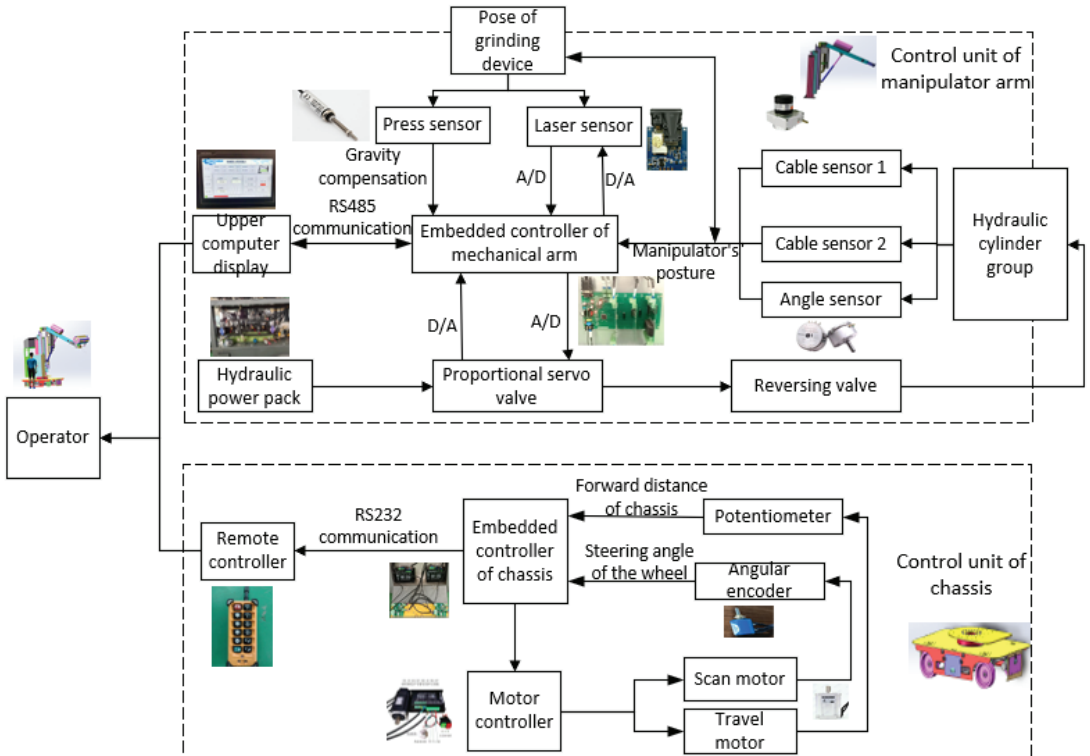 Pose of
grinding
device
Control unit of
manipulator arm
Press sensor
Laser sensor
Gravity
compensation
A/D
D/A
Cable sensor 1
RS485
communication
Upper
computer
display
Embedded controller of
mechanical arm
Manipulator's
posture
Cable sensor 2
Hydraulic
cylinder
group
Angle sensor
D/A
A/D
Hydraulic
power pack
Proportional servo
valve
Reversing valve
Operator
Forward distance
of chassis
Potentiometer
RS232
communication
Remote
controller
Embedded
controller
of chassis
Steering angle
of the wheel
Angular
encoder
Control unit of
chassis
Motor
controller
Scan motor
Travel
motor